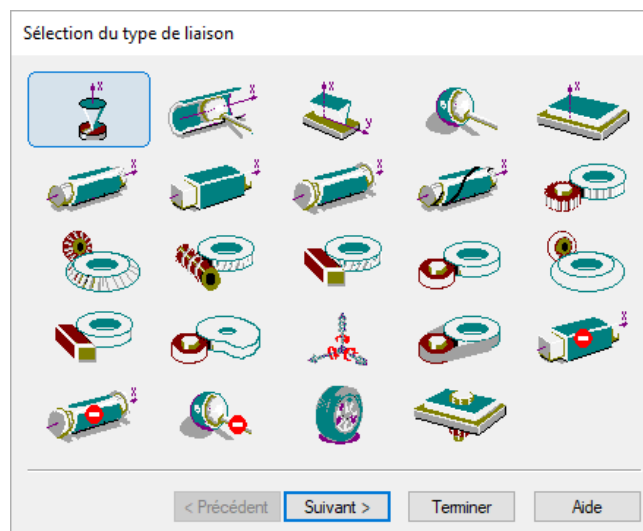 Sélection du type de liaison
x x x x
y
x x x x
x
x
< Précédent Suivant > Terminer Aide